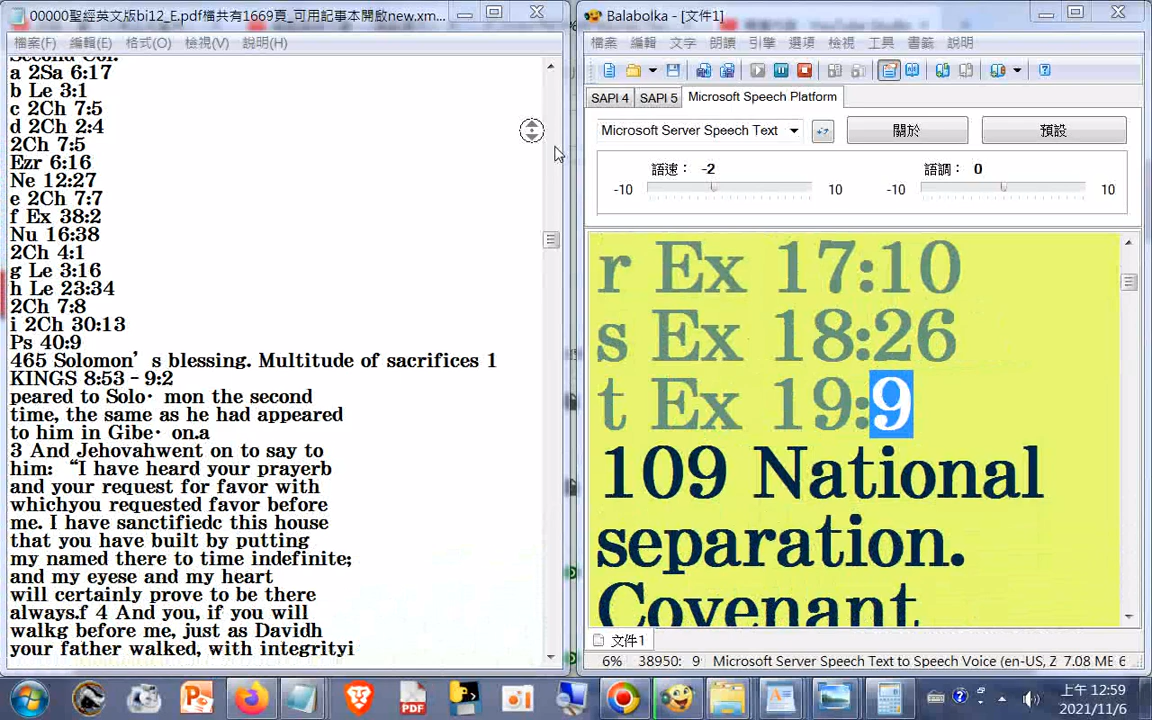 00000聖經英文版bi12_E.pdf檔共有1669頁_可用記事本開啟new.xm...
檔案(F) 編輯(E) 格式(O) 檢視(V) 說明(H)
Second Col.
a 2Sa 6:17
b Le 3:1
c 2Ch 7:5
d 2Ch 2:4
2Ch 7:5
Ezr 6:16
Ne 12:27
e 2Ch 7:7
f Ex 38:2
Nu 16:38
2Ch 4:1
g Le 3:16
h Le 23:34
2Ch 7:8
i 2Ch 30:13
Ps 40:9
465 Solomon’s blessing. Multitude of sacrifices 1
KINGS 8:53–9:2
peared to Solo·mon the second
time, the same as he had appeared
to him in Gibe·on.a
3 And Jehovahwent on to say to
him: “I have heard your prayerb
and your request for favor with
whichyou requested favor before
me. I have sanctifiedc this house
that you have built by putting
my named there to time indefinite;
and my eyese and my heart
will certainly prove to be there
always.f 4 And you, if you will
walkg before me, just as Davidh
your father walked, with integrityi
Balabolka - [文件1]
檔案 編輯 文字 朗讀 引擎 選項 檢視 工具 書籤 說明
SAPI 4 SAPI 5 Microsoft Speech Platform
Microsoft Server Speech Text 關於 預設
語速： -2 語調： 0
-10 10 -10 10
r Ex 17:10
s Ex 18:26
t Ex 19:9
109 National
separation.
Covenant
文件1
6% 38950: 9 Microsoft Server Speech Text to Speech Voice (en-US, Z 7.08 MB 6
PDF
上午 12:59
2021/11/6